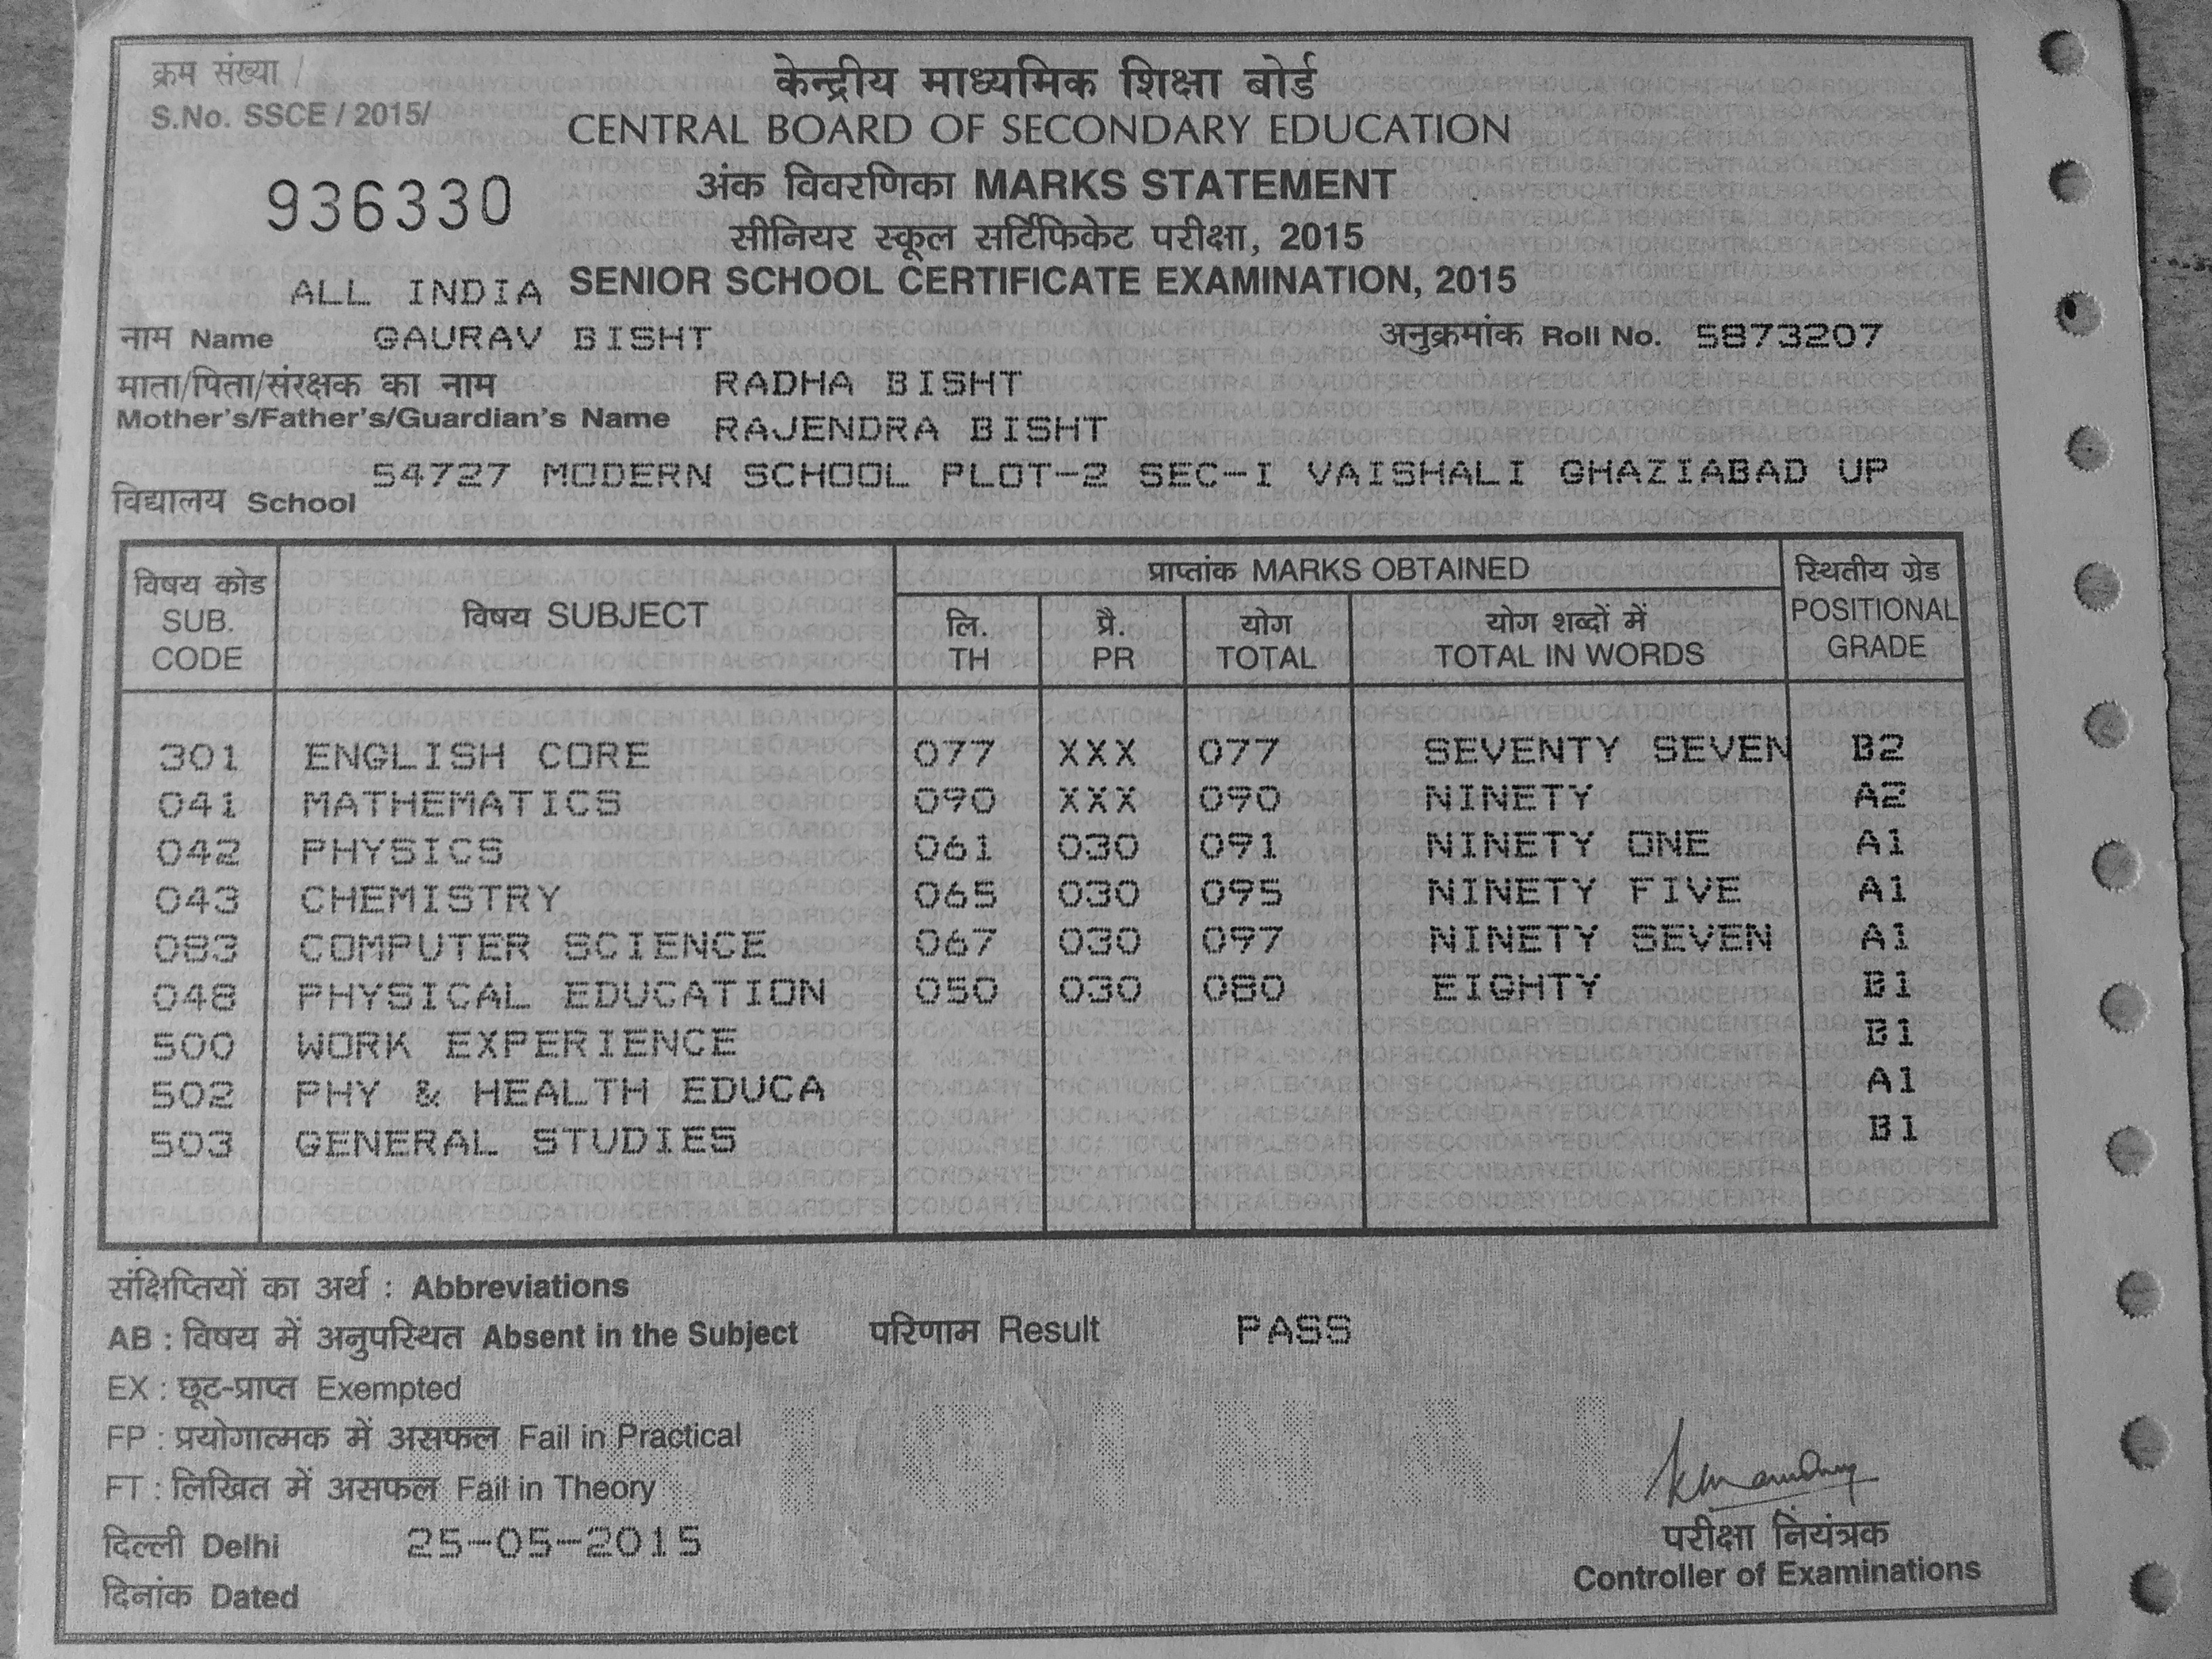 क्रम संख्या /
S.No. SSCE / 2015/
936330
केन्द्रीय माध्यमिक शिक्षा बोर्ड
CENTRAL BOARD OF SECONDARY EDUCATION
अंक विवरणिका MARKS STATEMENT
सीनियर स्कूल सर्टिफिकेट परीक्षा, 2015
ALL INDIA SENIOR SCHOOL CERTIFICATE EXAMINATION, 2015
नाम Name GAURAV BISHT अनुक्रमांक Roll No. 5873207
माता/पिता/संरक्षक का नाम RADHA BISHT
Mother's/Father's/Guardian's Name RAJENDRA BISHT
विद्यालय School 54727 MODERN SCHOOL PLOT-2 SEC-I VAISHALI GHAZIABAD UP
विषय कोड SUB. CODE विषय SUBJECT प्राप्तांक MARKS OBTAINED स्थितीय ग्रेड POSITIONAL GRADE
लि. TH प्रै. PR योग TOTAL योग शब्दों में TOTAL IN WORDS
301 ENGLISH CORE 077 XXX 077 SEVENTY SEVEN B2
041 MATHEMATICS 090 XXX 090 NINETY A2
042 PHYSICS 061 030 091 NINETY ONE A1
043 CHEMISTRY 065 030 095 NINETY FIVE A1
083 COMPUTER SCIENCE 067 030 097 NINETY SEVEN A1
048 PHYSICAL EDUCATION 050 030 080 EIGHTY B1
500 WORK EXPERIENCE B1
502 PHY & HEALTH EDUCA A1
503 GENERAL STUDIES B1
संक्षिप्तियों का अर्थ : Abbreviations
AB : विषय में अनुपस्थित Absent in the Subject परिणाम Result PASS
EX : छूट-प्राप्त Exempted
FP : प्रयोगात्मक में असफल Fail in Practical
FT : लिखित में असफल Fail in Theory
ORIGINAL
दिल्ली Delhi 25-05-2015
दिनांक Dated
परीक्षा नियंत्रक
Controller of Examinations